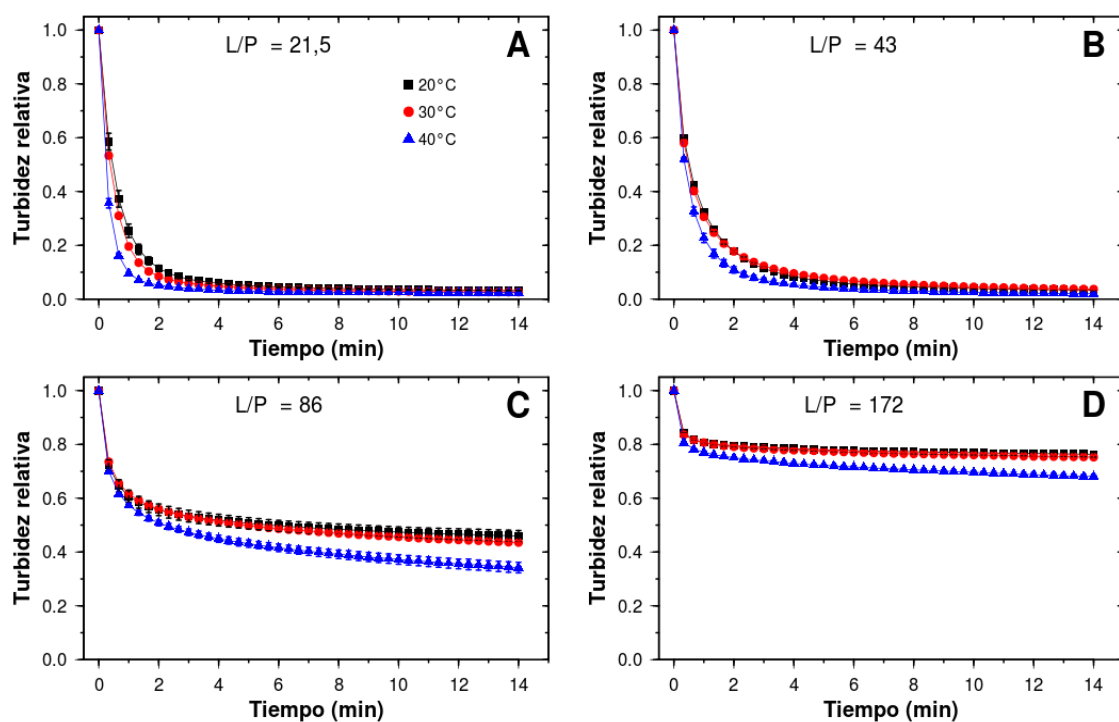 L/P = 21,5
A
20°C
30°C
40°C
Turbidez relativa
1.0
0.8
0.6
0.4
0.2
0.0
0 2 4 6 8 10 12 14
Tiempo (min)
L/P = 43
B
Turbidez relativa
1.0
0.8
0.6
0.4
0.2
0.0
0 2 4 6 8 10 12 14
Tiempo (min)
L/P = 86
C
Turbidez relativa
1.0
0.8
0.6
0.4
0.2
0.0
0 2 4 6 8 10 12 14
Tiempo (min)
L/P = 172
D
Turbidez relativa
1.0
0.8
0.6
0.4
0.2
0.0
0 2 4 6 8 10 12 14
Tiempo (min)